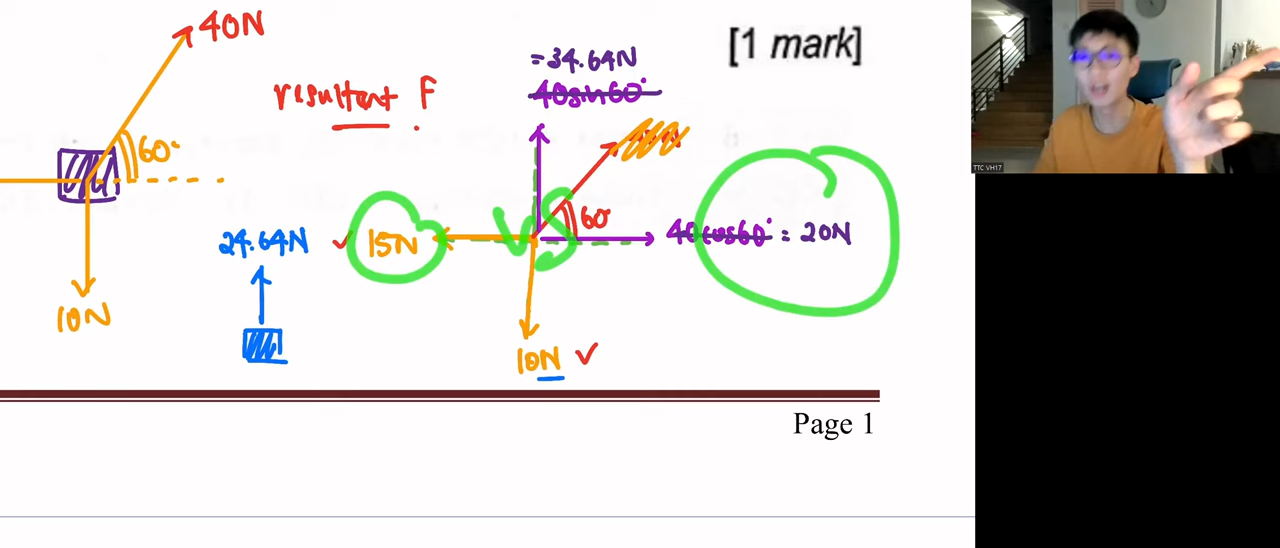 40N
[1 mark]
= 34.64N
40sin60°
resultant F
60°
60°
24.64N
15N
VS
40cos60° = 20N
10N
10N
Page 1
TTC VH17